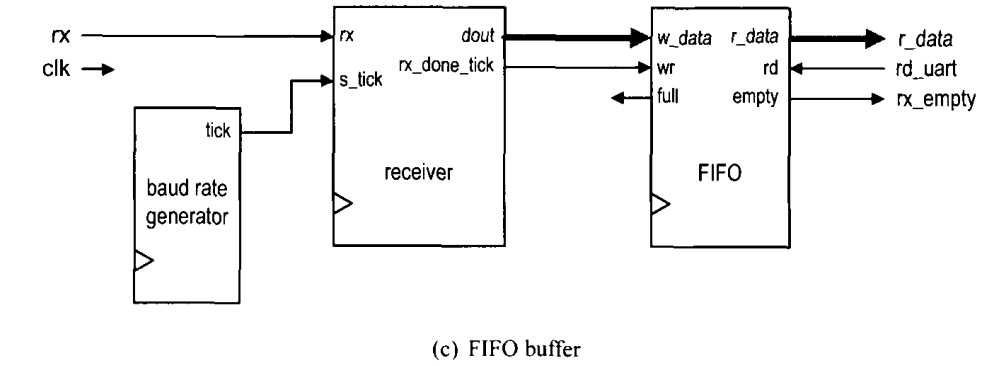 rx
clk
rx
s_tick
dout
rx_done_tick
receiver
tick
baud rate
generator
w_data
wr
full
r_data
rd
empty
FIFO
r_data
rd_uart
rx_empty
(c) FIFO buffer